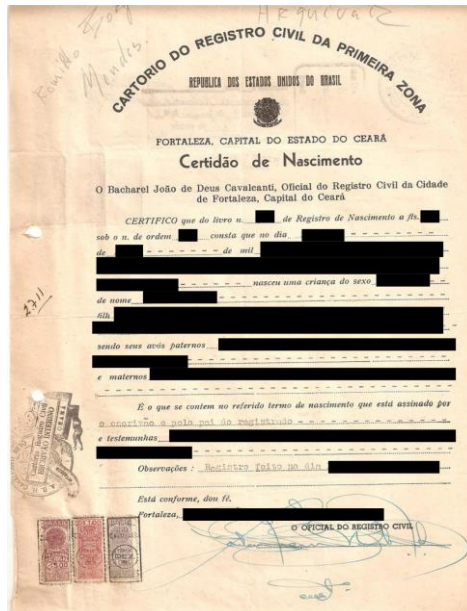 Arquivar
Mendes
CARTORIO DO REGISTRO CIVIL DA PRIMEIRA ZONA
REPUBLICA DOS ESTADOS UNIDOS DO BRASIL
FORTALEZA, CAPITAL DO ESTADO DO CEARÁ
Certidão de Nascimento
O Bacharel João de Deus Cavalcanti, Oficial do Registro Civil da Cidade
de Fortaleza, Capital do Ceará
CERTIFICO que do livro n. de Registro de Nascimento a fls.
sob o n. de ordem consta que no dia
de de mil
nasceu uma criança do sexo
de nome
filh
sendo seus avós paternos
e maternos
É o que se contem no referido termo de nascimento que está assinado por
e testemunhas
Observações : Registro feito no dia
Está conforme, dou fé.
Fortaleza,
O OFICIAL DO REGISTRO CIVIL
2711